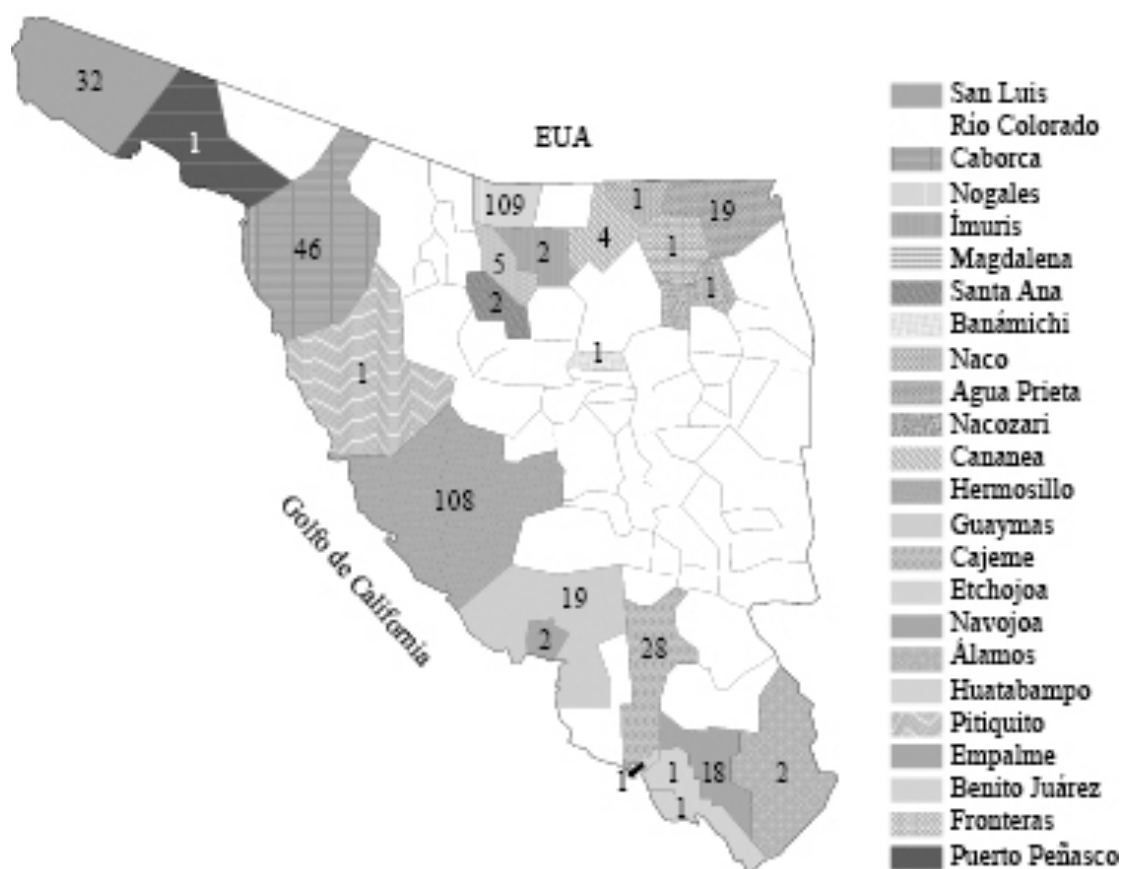 32
1
EUA
109
1
19
46
5
2
4
1
2
1
1
1
108
Golfo de California
19
2
28
1
1
18
2
1
San Luis
Río Colorado
Caborca
Nogales
Ímuris
Magdalena
Santa Ana
Banámichi
Naco
Agua Prieta
Nacozari
Cananea
Hermosillo
Guaymas
Cajeme
Etchojoa
Navojoa
Álamos
Huatabampo
Pitiquito
Empalme
Benito Juárez
Fronteras
Puerto Peñasco